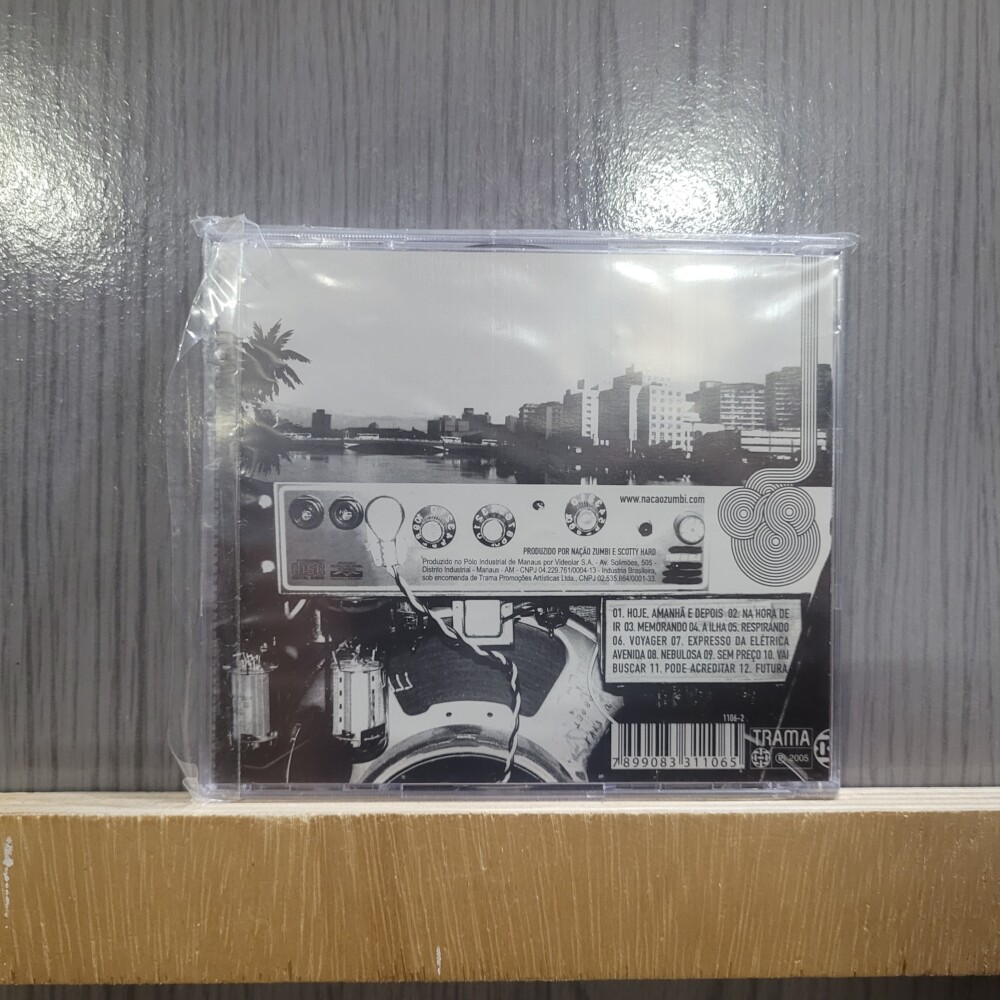 www.nacaozumbi.com
PRODUZIDO POR NAÇÃO ZUMBI E SCOTTY HARD
Produzido no Pólo Industrial de Manaus por Videolar S.A. - Av. Solimões, 505 -
Distrito Industrial - Manaus - AM - CNPJ 04.229.761/0004-13 - Industria Brasileira,
sob encomenda de Trama Promoções Artísticas Ltda., CNPJ 02.535.864/0001-33.
01. HOJE, AMANHÃ E DEPOIS 02. NA HORA DE
IR 03. MEMORANDO 04. A ILHA 05. RESPIRANDO
06. VOYAGER 07. EXPRESSO DA ELÉTRICA
AVENIDA 08. NEBULOSA 09. SEM PREÇO 10. VAI
BUSCAR 11. PODE ACREDITAR 12. FUTURA
1106-2
7 899083 311065
TRAMA
℗ 2005